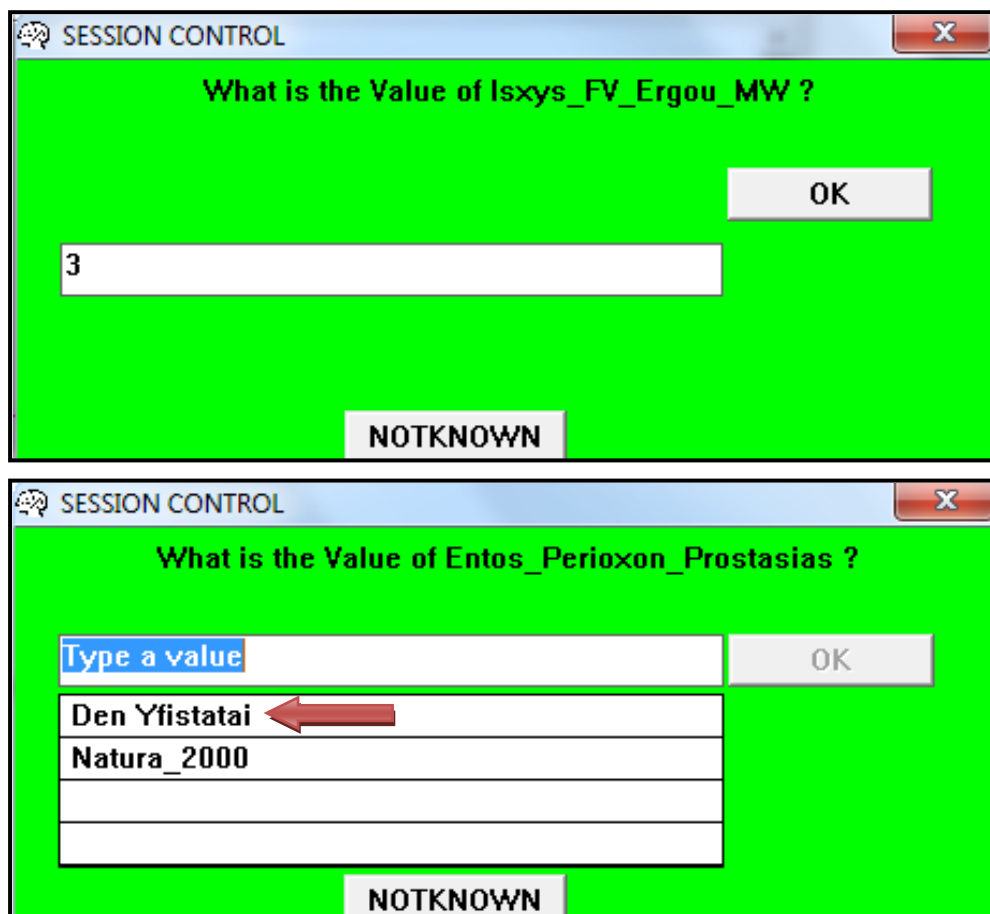 SESSION CONTROL
x
What is the Value of Isxys_FV_Ergou_MW ?
OK
3
NOTKNOWN
SESSION CONTROL
x
What is the Value of Entos_Perioxon_Prostasias ?
Type a value
OK
Den Yfistatai
Natura_2000
NOTKNOWN